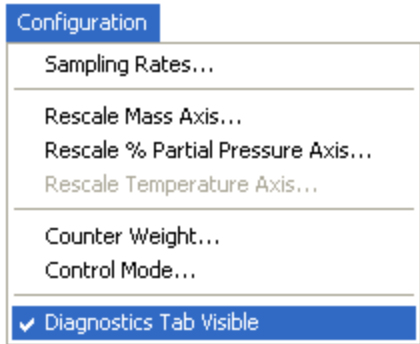 Configuration
Sampling Rates...
Rescale Mass Axis...
Rescale % Partial Pressure Axis...
Rescale Temperature Axis...
Counter Weight...
Control Mode...
Diagnostics Tab Visible